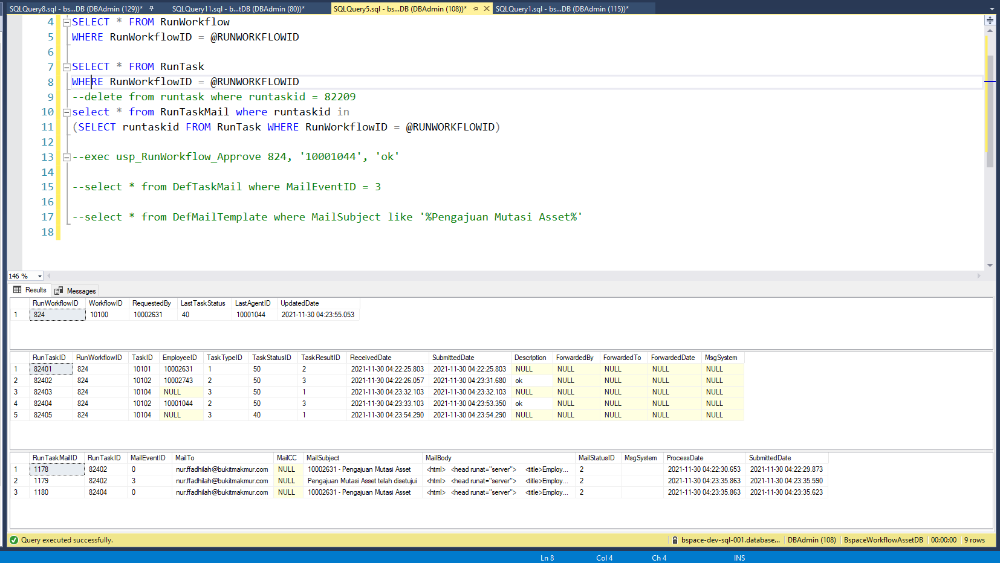 SQLQuery8.sql - bs...DB (DBAdmin (129))*
SQLQuery11.sql - b...tDB (DBAdmin (80))*
SQLQuery5.sql - bs...DB (DBAdmin (108))*
SQLQuery1.sql - bs...DB (DBAdmin (115))*
4 SELECT * FROM RunWorkflow
5 WHERE RunWorkflowID = @RUNWORKFLOWID
6
7 SELECT * FROM RunTask
8 WHERE RunWorkflowID = @RUNWORKFLOWID
9 --delete from runtask where runtaskid = 82209
10 select * from RunTaskMail where runtaskid in
11 (SELECT runtaskid FROM RunTask WHERE RunWorkflowID = @RUNWORKFLOWID)
12
13 --exec usp_RunWorkflow_Approve 824, '10001044', 'ok'
14
15 --select * from DefTaskMail where MailEventID = 3
16
17 --select * from DefMailTemplate where MailSubject like '%Pengajuan Mutasi Asset%'
18
146 %
Results Messages
RunWorkflowID WorkflowID RequestedBy LastTaskStatus LastAgentID UpdatedDate
1 824 10100 10002631 40 10001044 2021-11-30 04:23:55.053
RunTaskID RunWorkflowID TaskID EmployeeID TaskTypeID TaskStatusID TaskResultID ReceivedDate SubmittedDate Description ForwardedBy ForwardedTo ForwardedDate MsgSystem
1 82401 824 10101 10002631 1 50 2 2021-11-30 04:22:25.803 2021-11-30 04:22:25.803 NULL NULL NULL NULL NULL
2 82402 824 10102 10002743 2 50 3 2021-11-30 04:22:26.057 2021-11-30 04:23:31.680 ok NULL NULL NULL NULL
3 82403 824 10104 NULL 3 50 1 2021-11-30 04:23:32.103 2021-11-30 04:23:32.103 NULL NULL NULL NULL NULL
4 82404 824 10102 10001044 2 50 3 2021-11-30 04:23:33.103 2021-11-30 04:23:53.350 ok NULL NULL NULL NULL
5 82405 824 10104 NULL 3 40 1 2021-11-30 04:23:54.290 2021-11-30 04:23:54.290 NULL NULL NULL NULL NULL
RunTaskMailID RunTaskID MailEventID MailTo MailCC MailSubject MailBody MailStatusID MsgSystem ProcessDate SubmittedDate
1 1178 82402 0 nur.ffadhilah@bukitmakmur.com NULL 10002631 - Pengajuan Mutasi Asset <html> <head runat="server"> <title>Employ... 2 2021-11-30 04:22:30.653 2021-11-30 04:22:29.873
2 1179 82402 3 nur.ffadhilah@bukitmakmur.com NULL Pengajuan Mutasi Asset telah disetujui <html> <head runat="server"> <title>Employ... 2 2021-11-30 04:23:35.863 2021-11-30 04:23:35.590
3 1180 82404 0 nur.ffadhilah@bukitmakmur.com NULL 10002631 - Pengajuan Mutasi Asset <html> <head runat="server"> <title>Employ... 2 2021-11-30 04:23:35.863 2021-11-30 04:23:35.623
Query executed successfully. bspace-dev-sql-001.database... DBAdmin (108) BspaceWorkflowAssetDB 00:00:00 9 rows
Ln 8 Col 4 Ch 4 INS